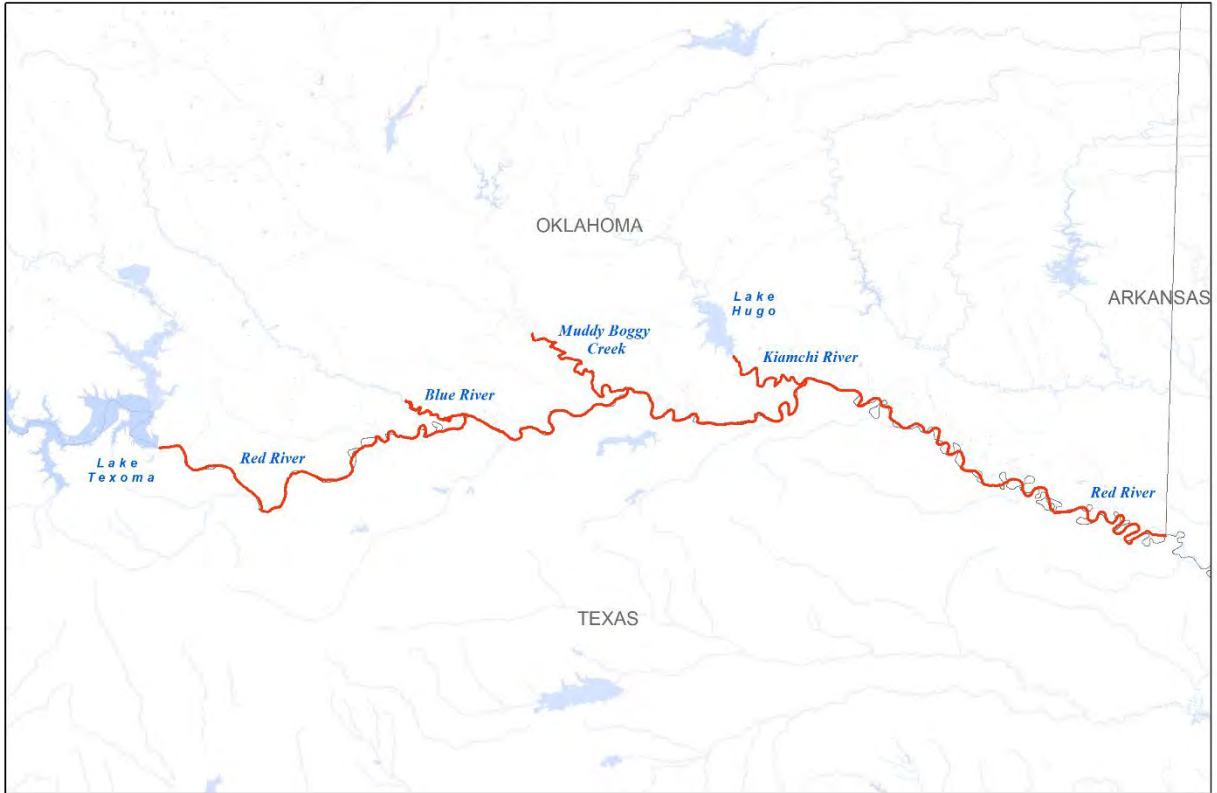 OKLAHOMA
ARKANSAS
Lake
Hugo
Muddy Boggy
Creek
Kiamchi River
Blue River
Red River
Lake
Texoma
Red River
TEXAS